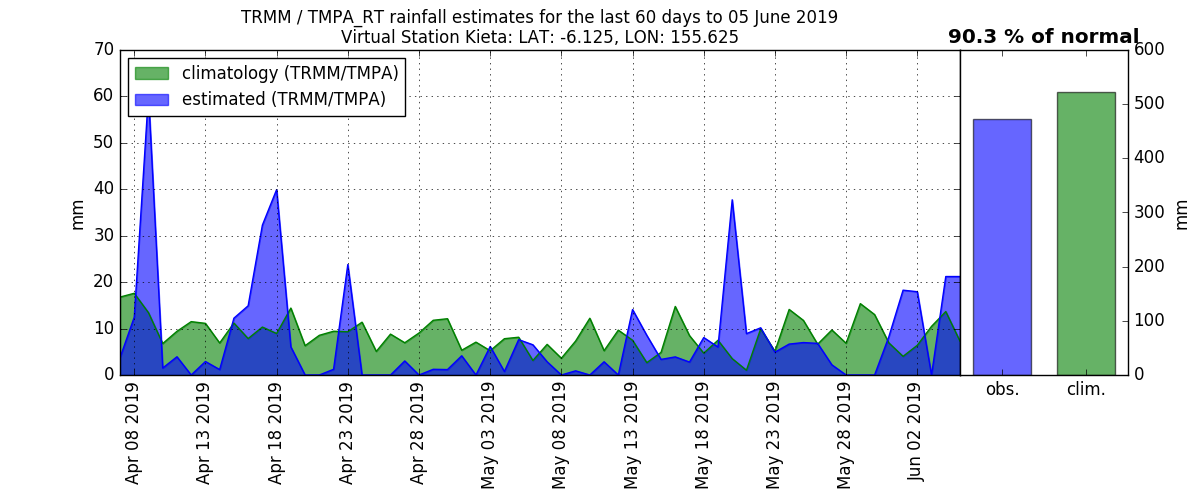 TRMM / TMPA_RT rainfall estimates for the last 60 days to 05 June 2019
Virtual Station Kieta: LAT: -6.125, LON: 155.625
90.3 % of normal
climatology (TRMM/TMPA)
estimated (TRMM/TMPA)
70
60
50
40
30
20
10
0
mm
Apr 08 2019
Apr 13 2019
Apr 18 2019
Apr 23 2019
Apr 28 2019
May 03 2019
May 08 2019
May 13 2019
May 18 2019
May 23 2019
May 28 2019
Jun 02 2019
600
500
400
300
200
100
0
mm
obs.
clim.